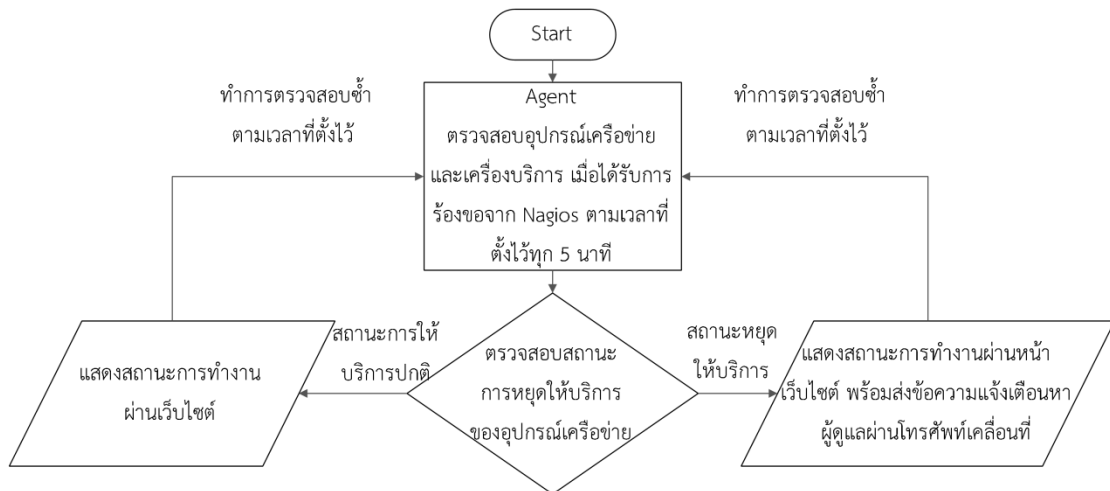 Start
ทำการตรวจสอบซ้ำ
ตามเวลาที่ตั้งไว้
Agent
ตรวจสอบอุปกรณ์เครือข่าย
และเครื่องบริการ เมื่อได้รับการ
ร้องขอจาก Nagios ตามเวลาที่
ตั้งไว้ทุก 5 นาที
ทำการตรวจสอบซ้ำ
ตามเวลาที่ตั้งไว้
แสดงสถานะการทำงาน
ผ่านเว็บไซต์
สถานะการให้
บริการปกติ
ตรวจสอบสถานะ
การหยุดให้บริการ
ของอุปกรณ์เครือข่าย
สถานะหยุด
ให้บริการ
แสดงสถานะการทำงานผ่านหน้า
เว็บไซต์ พร้อมส่งข้อความแจ้งเตือนหา
ผู้ดูแลผ่านโทรศัพท์เคลื่อนที่